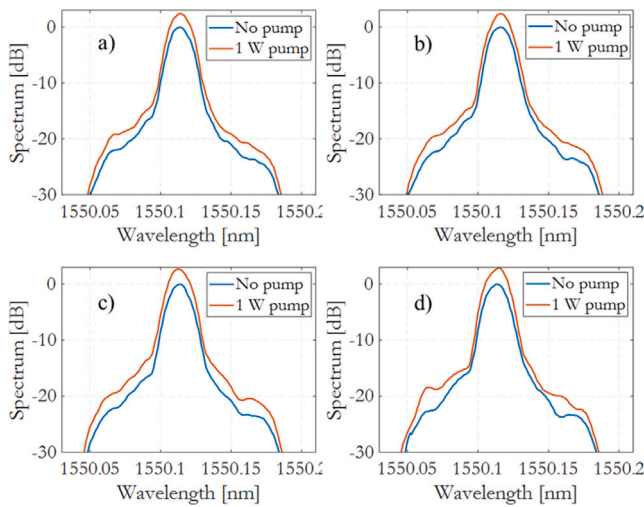 a)
No pump
1 W pump
Spectrum [dB]
0
-10
-20
-30
1550.05 1550.1 1550.15 1550.2
Wavelength [nm]
b)
No pump
1 W pump
Spectrum [dB]
0
-10
-20
-30
1550.05 1550.1 1550.15 1550.2
Wavelength [nm]
c)
No pump
1 W pump
Spectrum [dB]
0
-10
-20
-30
1550.05 1550.1 1550.15 1550.2
Wavelength [nm]
d)
No pump
1 W pump
Spectrum [dB]
0
-10
-20
-30
1550.05 1550.1 1550.15 1550.2
Wavelength [nm]